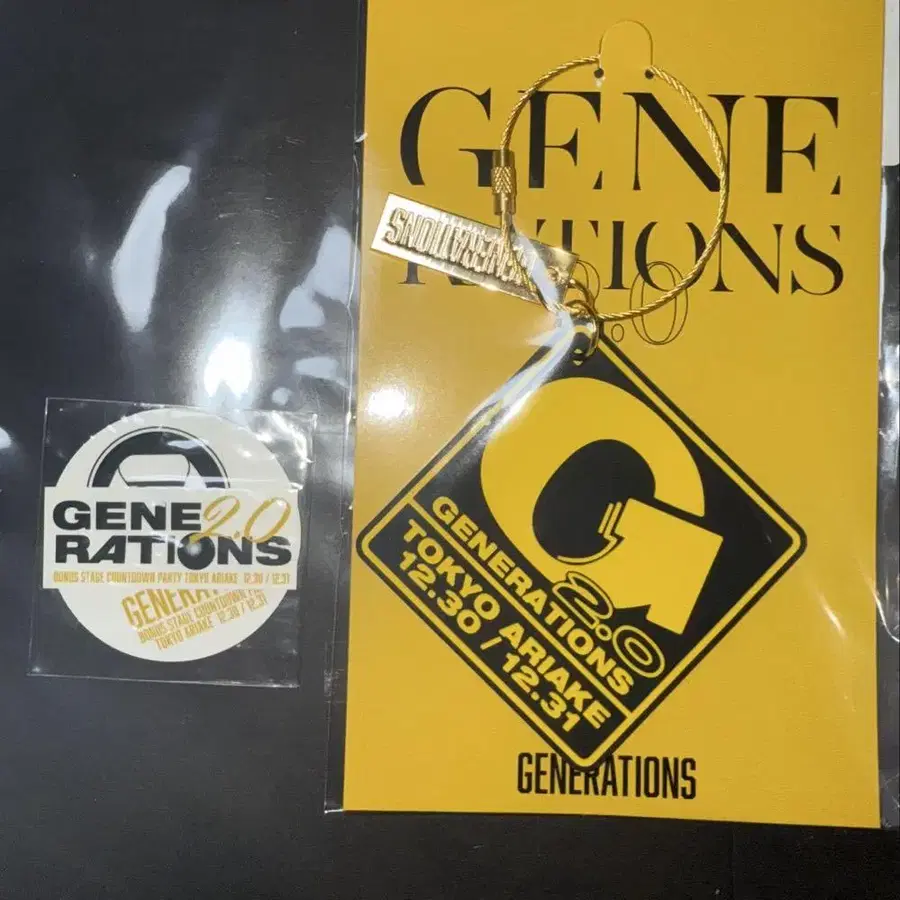 GENE
RATIONS
2.0
GENERATIONS
G
GENERATIONS
2.0
TOKYO ARIAKE
12.30 / 12.31
GENERATIONS
GENE
2.0
RATIONS
BONUS STAGE COUNTDOWN PARTY TOKYO ARIAKE 12.30 / 12.31
BONUS STAGE COUNTDOWN
TOKYO ARIAKE 12.30 / 12.31